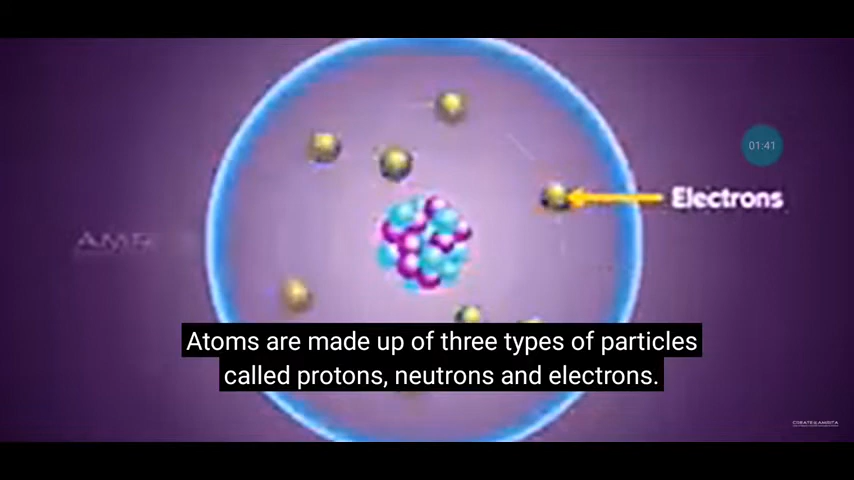 01:41
Electrons
Atoms are made up of three types of particles
called protons, neutrons and electrons.